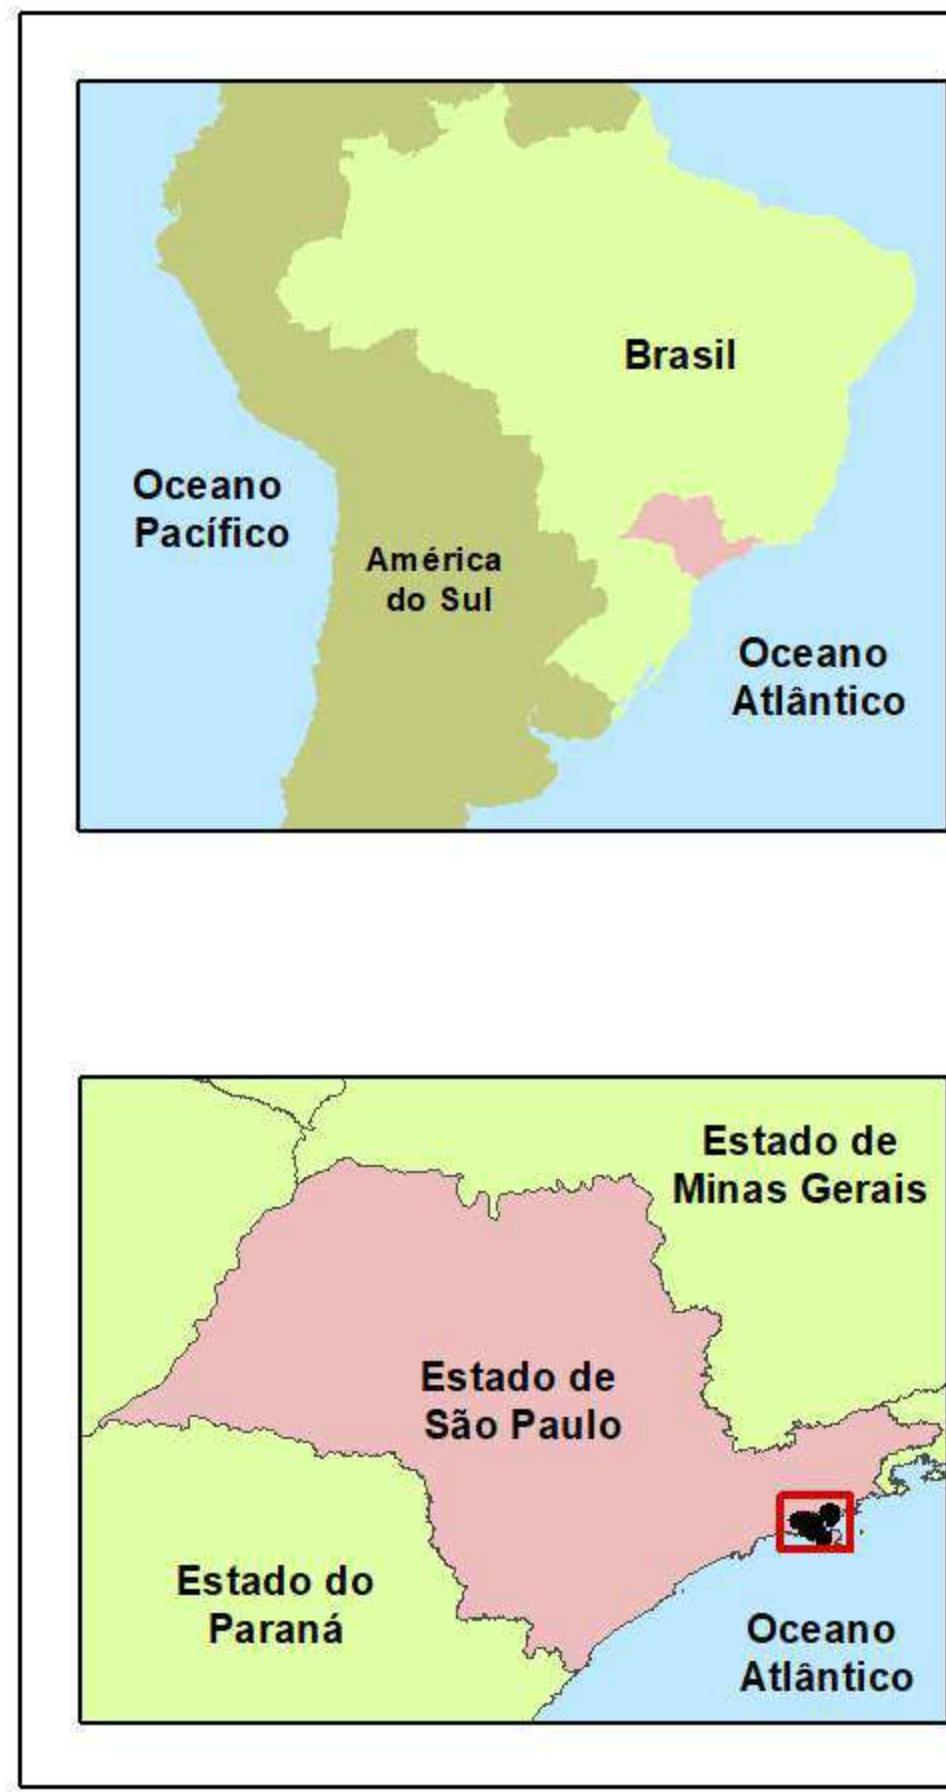 Brasil
Oceano
Pacífico
América
do Sul
Oceano
Atlântico
Estado de
Minas Gerais
Estado de
São Paulo
Estado do
Paraná
Oceano
Atlântico